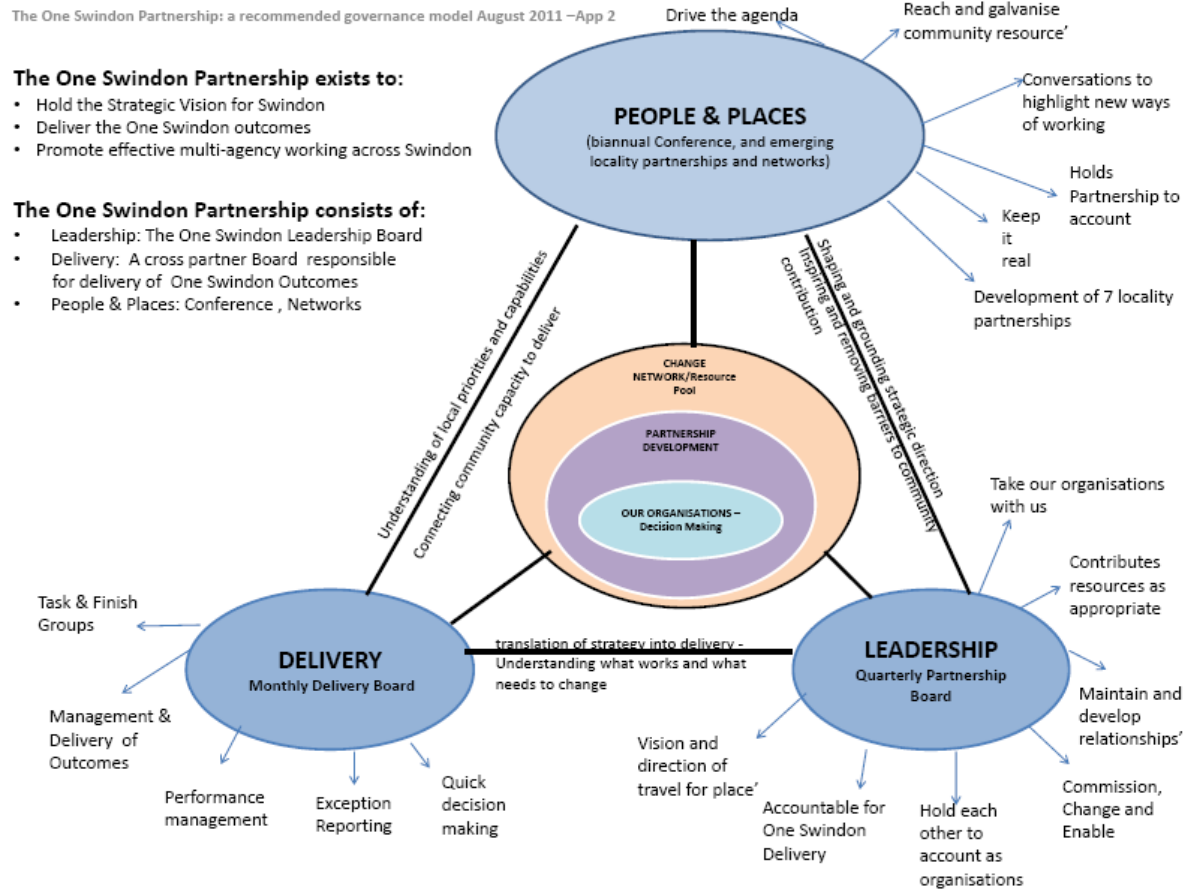 The One Swindon Partnership: a recommended governance model August 2011 –App 2
The One Swindon Partnership exists to:
• Hold the Strategic Vision for Swindon
• Deliver the One Swindon outcomes
• Promote effective multi-agency working across Swindon
The One Swindon Partnership consists of:
• Leadership: The One Swindon Leadership Board
• Delivery: A cross partner Board responsible
for delivery of One Swindon Outcomes
• People & Places: Conference , Networks
Drive the agenda
Reach and galvanise
community resource’
Conversations to
highlight new ways
of working
Holds
Partnership to
account
Keep
it
real
Development of 7 locality
partnerships
PEOPLE & PLACES
(biannual Conference, and emerging
locality partnerships and networks)
Understanding of local priorities and capabilities
Connecting community capacity to deliver
Shaping and grounding strategic direction
Inspiring and removing barriers to community
contribution
CHANGE
NETWORK/Resource
Pool
PARTNERSHIP
DEVELOPMENT
OUR ORGANISATIONS –
Decision Making
Take our organisations
with us
Contributes
resources as
appropriate
Task & Finish
Groups
DELIVERY
Monthly Delivery Board
translation of strategy into delivery -
Understanding what works and what
needs to change
LEADERSHIP
Quarterly Partnership
Board
Maintain and
develop
relationships’
Management &
Delivery of
Outcomes
Performance
management
Exception
Reporting
Quick
decision
making
Vision and
direction of
travel for place’
Accountable for
One Swindon
Delivery
Hold each
other to
account as
organisations
Commission,
Change and
Enable